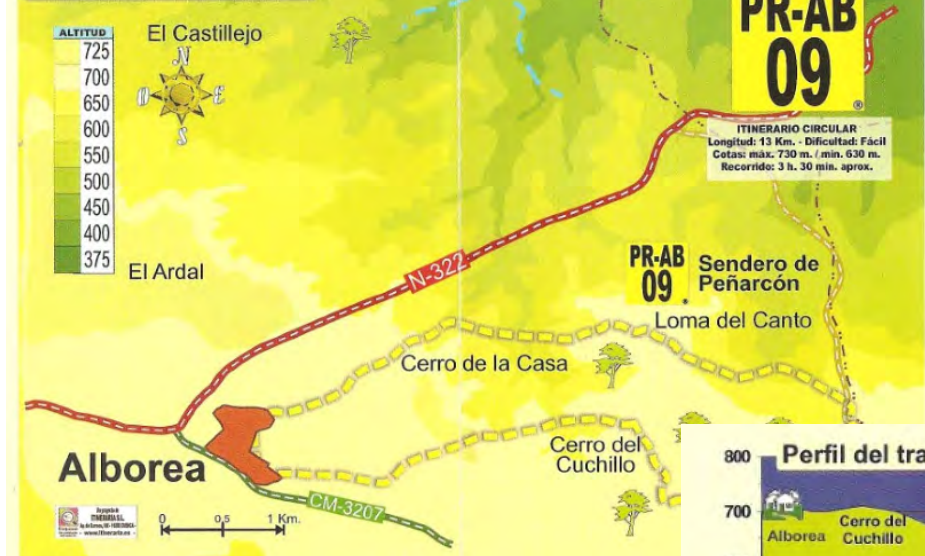 ALTITUD
725
700
650
600
550
500
450
400
375
El Castillejo
N
O
E
S
PR-AB
09
®
ITINERARIO CIRCULAR
Longitud: 13 Km. - Dificultad: Fácil
Cotas: máx. 730 m. / mín. 630 m.
Recorrido: 3 h. 30 min. aprox.
El Ardal
N-322
PR-AB
09
Sendero de
Peñarcón
Loma del Canto
Cerro de la Casa
Cerro del
Cuchillo
Alborea
CM-3207
ITINERARIA S.L.
0 0,5 1 Km.
800
Perfil del tra
700
Alborea
Cerro del
Cuchillo